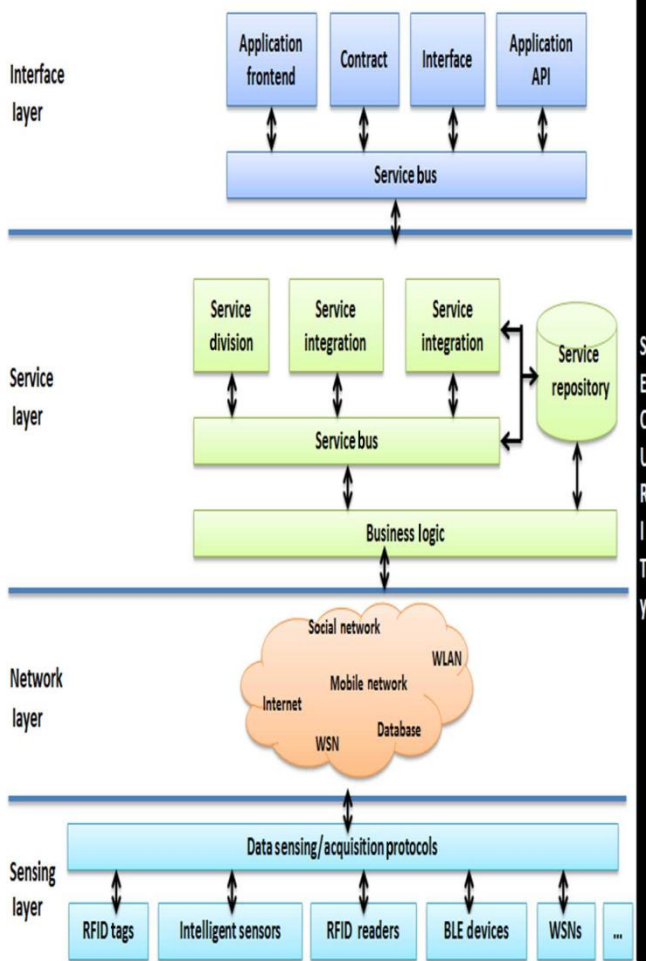 Interface
layer
Application
frontend
Contract
Interface
Application
API
Service bus
Service
layer
Service
division
Service
integration
Service
integration
Service
repository
Service bus
Business logic
Network
layer
Social network
WLAN
Mobile network
Internet
Database
WSN
Sensing
layer
Data sensing/acquisition protocols
RFID tags
Intelligent sensors
RFID readers
BLE devices
WSNs
...
S
E
C
U
R
I
T
y